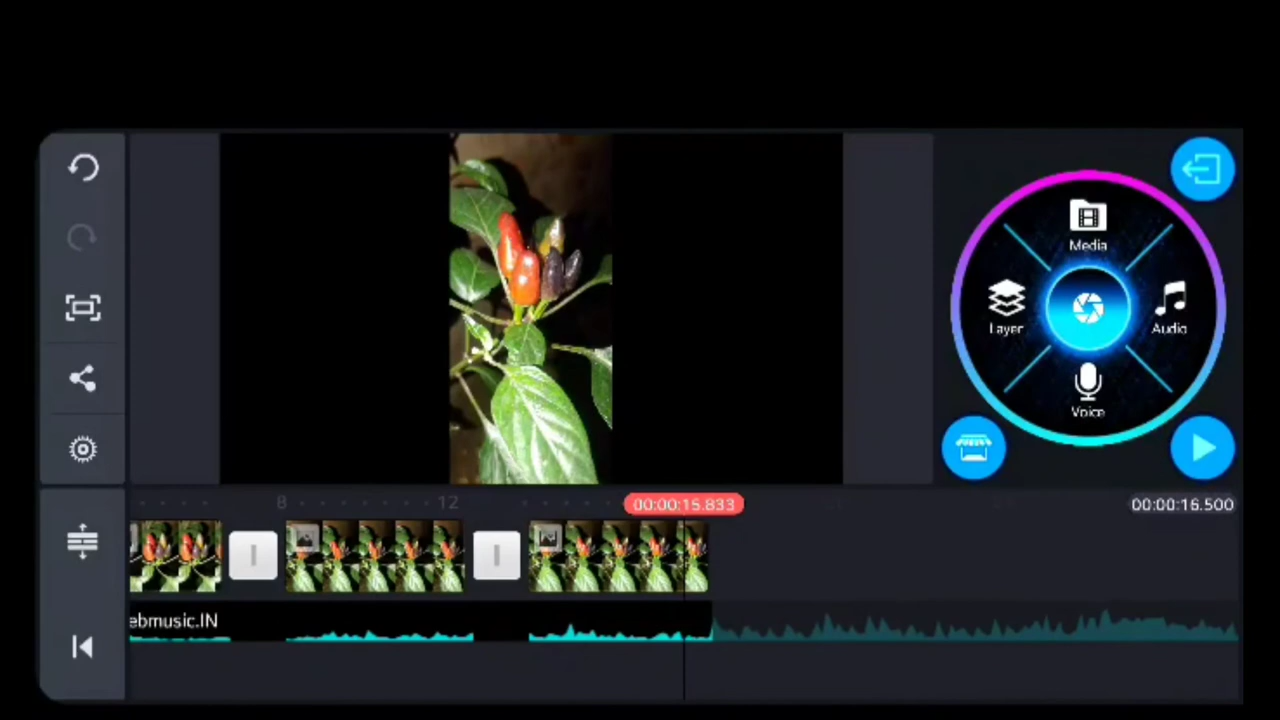 Media
Layer
Audio
Voice
8
12
00:00:15.833
00:00:16.500
ebmusic.IN